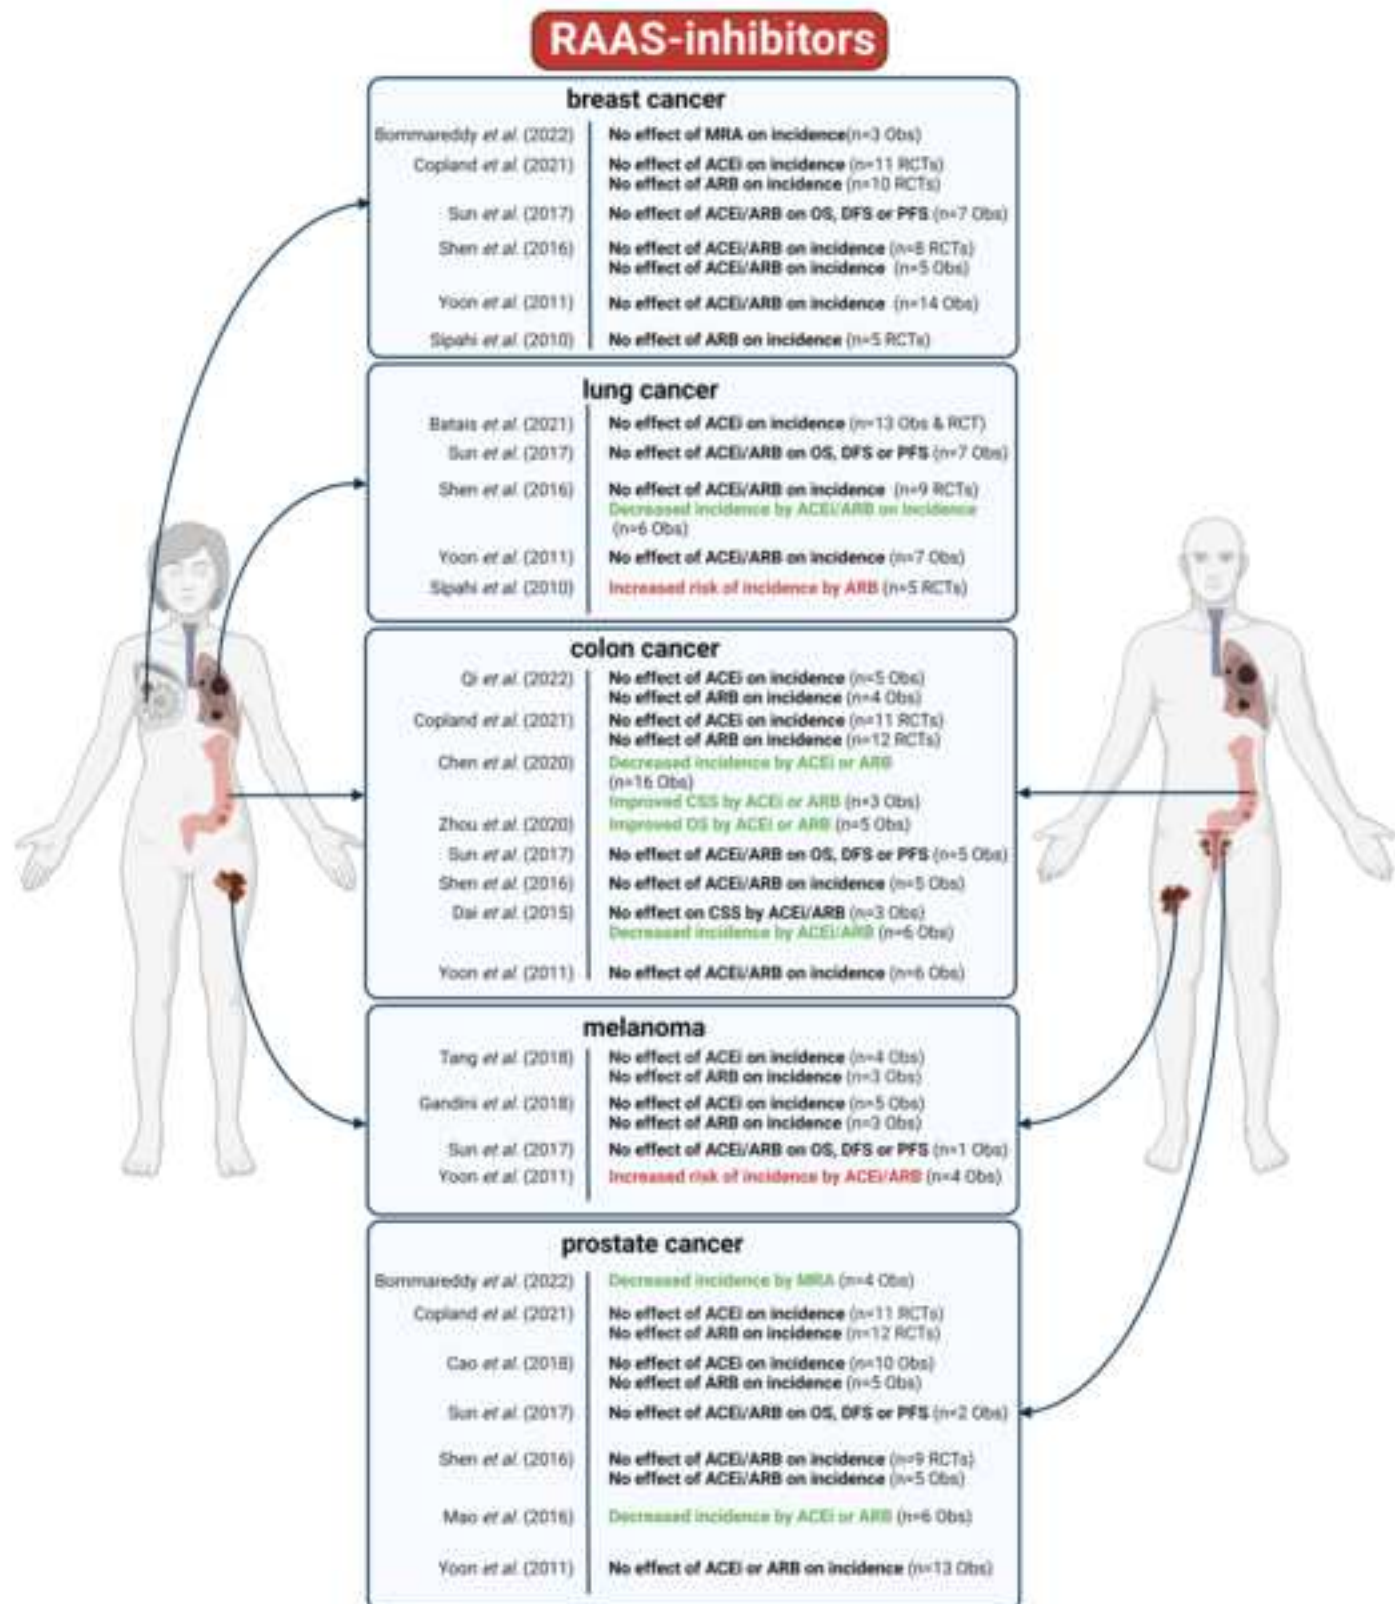 RAAS-inhibitors
breast cancer
Bommareddy et al. (2022) No effect of MRA on incidence(n=3 Obs)
Copland et al. (2021) No effect of ACEi on incidence (n=11 RCTs)
No effect of ARB on incidence (n=10 RCTs)
Sun et al. (2017) No effect of ACEi/ARB on OS, DFS or PFS (n=7 Obs)
Shen et al. (2016) No effect of ACEi/ARB on incidence (n=8 RCTs)
No effect of ACEi/ARB on incidence (n=5 Obs)
Yoon et al. (2011) No effect of ACEi/ARB on incidence (n=14 Obs)
Sipahi et al. (2010) No effect of ARB on incidence (n=5 RCTs)
lung cancer
Batais et al. (2021) No effect of ACEi on incidence (n=13 Obs & RCT)
Sun et al. (2017) No effect of ACEi/ARB on OS, DFS or PFS (n=7 Obs)
Shen et al. (2016) No effect of ACEi/ARB on incidence (n=9 RCTs)
Decreased incidence by ACEi/ARB on Incidence
(n=6 Obs)
Yoon et al. (2011) No effect of ACEi/ARB on incidence (n=7 Obs)
Sipahi et al. (2010) Increased risk of incidence by ARB (n=5 RCTs)
colon cancer
Qi et al. (2022) No effect of ACEi on incidence (n=5 Obs)
No effect of ARB on incidence (n=4 Obs)
Copland et al. (2021) No effect of ACEi on incidence (n=11 RCTs)
No effect of ARB on incidence (n=12 RCTs)
Chen et al. (2020) Decreased incidence by ACEi or ARB
(n=16 Obs)
Improved CSS by ACEi or ARB (n=3 Obs)
Zhou et al. (2020) Improved OS by ACEi or ARB (n=5 Obs)
Sun et al. (2017) No effect of ACEi/ARB on OS, DFS or PFS (n=5 Obs)
Shen et al. (2016) No effect of ACEi/ARB on incidence (n=5 Obs)
Dai et al. (2015) No effect on CSS by ACEi/ARB (n=3 Obs)
Decreased incidence by ACEi/ARB (n=6 Obs)
Yoon et al. (2011) No effect of ACEi/ARB on incidence (n=6 Obs)
melanoma
Tang et al. (2018) No effect of ACEi on incidence (n=4 Obs)
No effect of ARB on incidence (n=3 Obs)
Gandini et al. (2018) No effect of ACEi on incidence (n=5 Obs)
No effect of ARB on incidence (n=3 Obs)
Sun et al. (2017) No effect of ACEi/ARB on OS, DFS or PFS (n=1 Obs)
Yoon et al. (2011) Increased risk of incidence by ACEi/ARB (n=4 Obs)
prostate cancer
Bommareddy et al. (2022) Decreased incidence by MRA (n=4 Obs)
Copland et al. (2021) No effect of ACEi on incidence (n=11 RCTs)
No effect of ARB on incidence (n=12 RCTs)
Cao et al. (2018) No effect of ACEi on incidence (n=10 Obs)
No effect of ARB on incidence (n=5 Obs)
Sun et al. (2017) No effect of ACEi/ARB on OS, DFS or PFS (n=2 Obs)
Shen et al. (2016) No effect of ACEi/ARB on incidence (n=9 RCTs)
No effect of ACEi/ARB on incidence (n=5 Obs)
Mao et al. (2016) Decreased incidence by ACEi or ARB (n=6 Obs)
Yoon et al. (2011) No effect of ACEi or ARB on incidence (n=13 Obs)